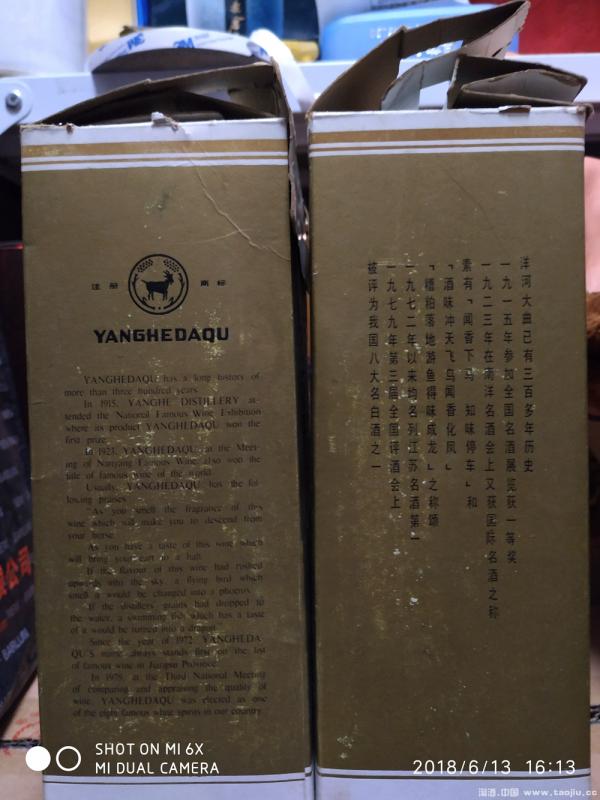 3M
注册 商标
YANGHEDAQU
YANGHEDAQU has a long history of
more than three hundred years.
In 1915, YANGHE DISTILLERY at-
tended the National Famous Wine Exhibition
where its product YANGHEDAQU won the
first prize.
In 1923, YANGHEDAQU, at the Meet-
ing of Nanyang Famous Wine, also won the
title of famous wine of the world.
Usually, YANGHEDAQU has the fol-
lowing praises:
"As you smell the fragrance of this
wine which will make you to descend from
your horse.
As you have a taste of this wine which
will bring your cart to a halt.
If the flavour of this wine had rushed
upwards into the sky, a flying bird which
smell it would be changed into a phoenix.
If the distillers' grains had dropped to
the water, a swimming fish which has a taste
of it would be turned into a dragon."
Since the year of 1972 YANGHEDA-
QU'S name always stands first on the list
of famous wine in Jiangsu Province.
In 1979, at the Third National Meeting
of comparing and appraising the quality of
wine, YANGHEDAQU was elected as one
of the eight famous white spirits in our country.
洋河大曲已有三百多年历史
一九一五年参加全国名酒展览获一等奖
一九二三年在南洋名酒会上又获国际名酒之称
素有「闻香下马 知味停车」和
「酒味冲天飞鸟闻香化凤」
「糟粕落地游鱼得味成龙」之称颂
一九七二年以来均名列江苏名酒第一
一九七九年第三届全国评酒会上
被评为我国八大名白酒之一
公司
SHOT ON MI 6X
MI DUAL CAMERA
2018/6/13 16:13
淘酒.中国 www.taojiu.cc